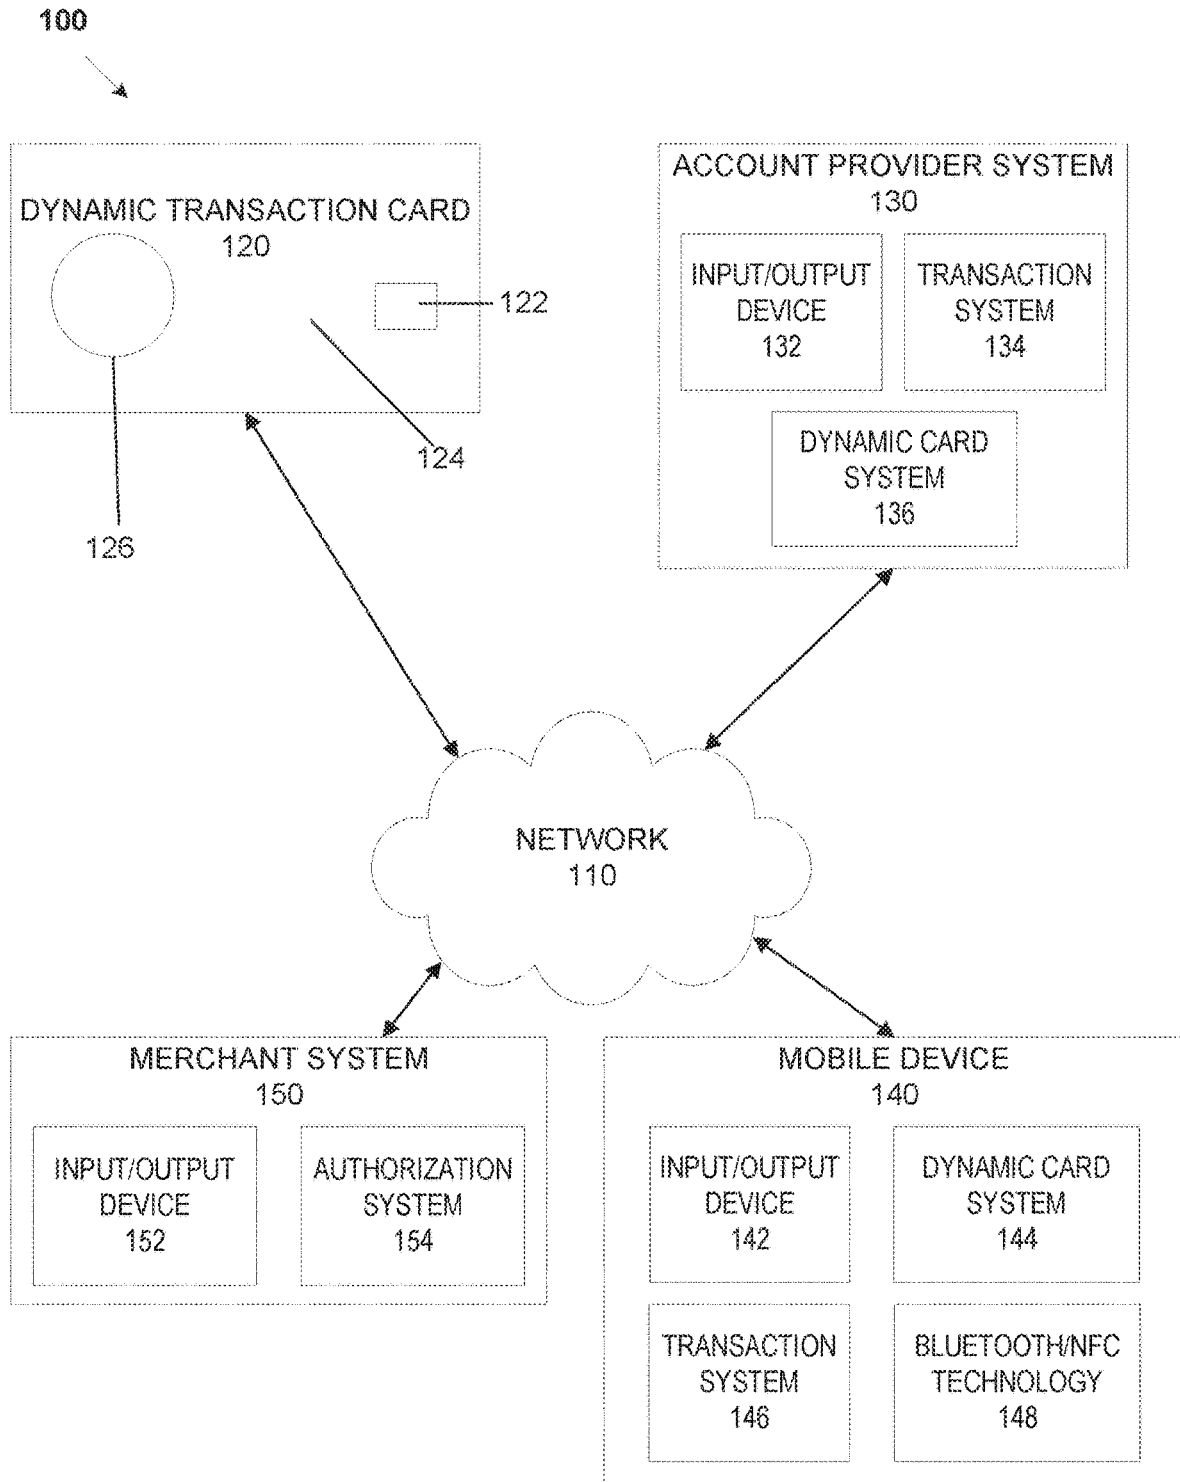 100
DYNAMIC TRANSACTION CARD
120
122
124
126
ACCOUNT PROVIDER SYSTEM
130
INPUT/OUTPUT
DEVICE
132
TRANSACTION
SYSTEM
134
DYNAMIC CARD
SYSTEM
136
NETWORK
110
MERCHANT SYSTEM
150
INPUT/OUTPUT
DEVICE
152
AUTHORIZATION
SYSTEM
154
MOBILE DEVICE
140
INPUT/OUTPUT
DEVICE
142
DYNAMIC CARD
SYSTEM
144
TRANSACTION
SYSTEM
146
BLUETOOTH/NFC
TECHNOLOGY
148